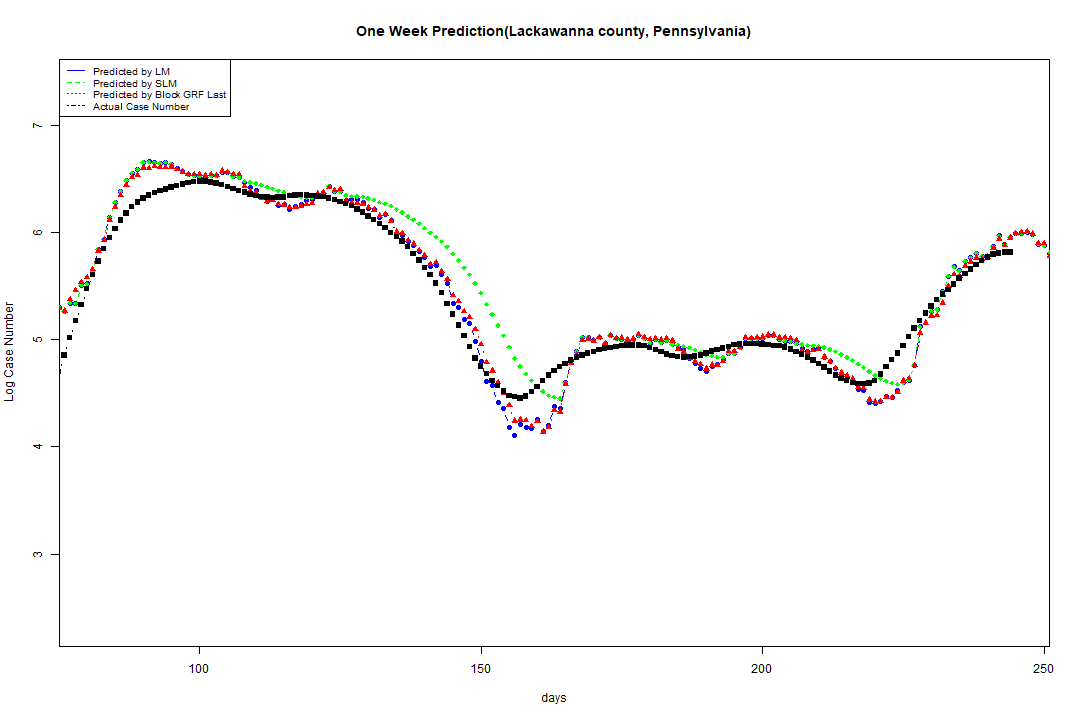 One Week Prediction(Lackawanna county, Pennsylvania)
Predicted by LM
Predicted by SLM
Predicted by Block GRF Last
Actual Case Number
7
6
5
4
3
Log Case Number
100 150 200 250
days